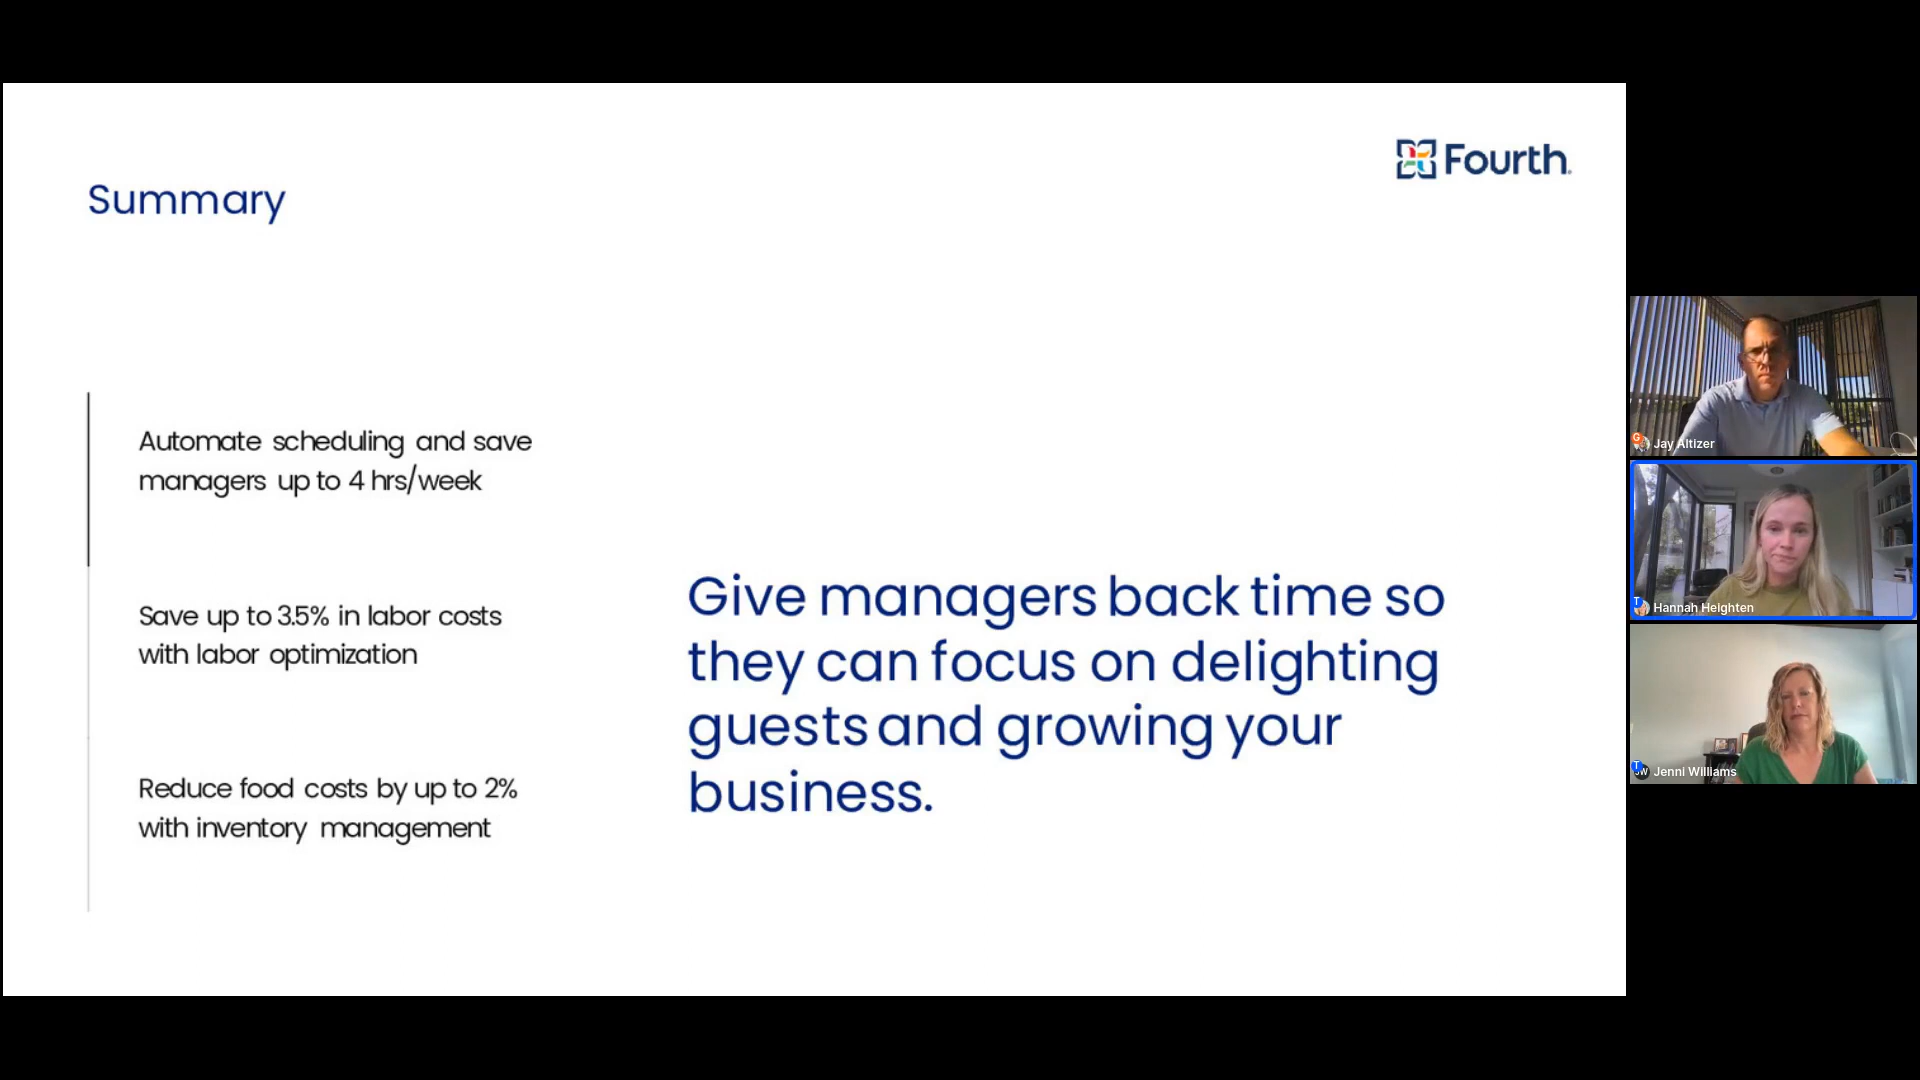 Fourth.
Summary
Automate scheduling and save
managers up to 4 hrs/week
Save up to 3.5% in labor costs
with labor optimization
Reduce food costs by up to 2%
with inventory management
Give managers back time so
they can focus on delighting
guests and growing your
business.
Jay Altizer
Hannah Heighten
Jenni Williams